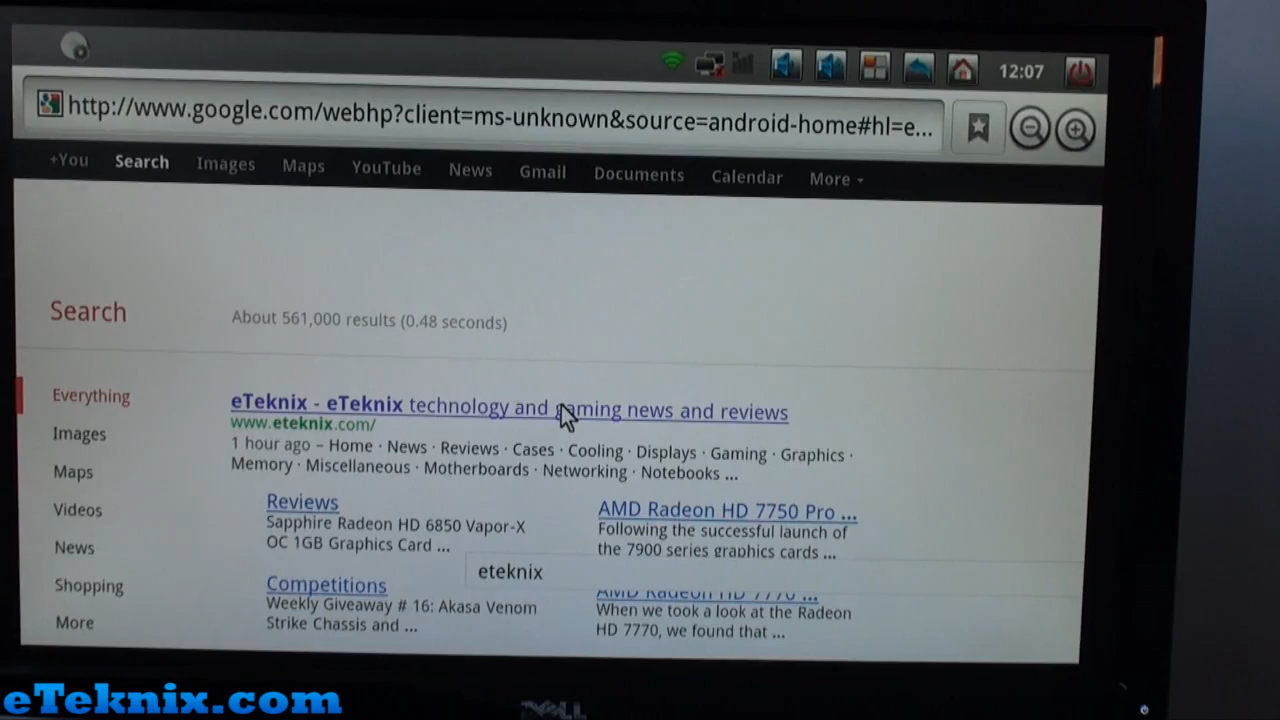 12:07
http://www.google.com/webhp?client=ms-unknown&source=android-home#hl=e...
+You Search Images Maps YouTube News Gmail Documents Calendar More
Search
About 561,000 results (0.48 seconds)
Everything
Images
Maps
Videos
News
Shopping
More
eTeknix - eTeknix technology and gaming news and reviews
www.eteknix.com/
1 hour ago – Home · News · Reviews · Cases · Cooling · Displays · Gaming · Graphics ·
Memory · Miscellaneous · Motherboards · Networking · Notebooks ...
Reviews
Sapphire Radeon HD 6850 Vapor-X
OC 1GB Graphics Card ...
AMD Radeon HD 7750 Pro ...
Following the successful launch of
the 7900 series graphics cards ...
eteknix
Competitions
Weekly Giveaway # 16: Akasa Venom
Strike Chassis and ...
AMD Radeon HD 7770 ...
When we took a look at the Radeon
HD 7770, we found that ...
eTeknix.com
DELL